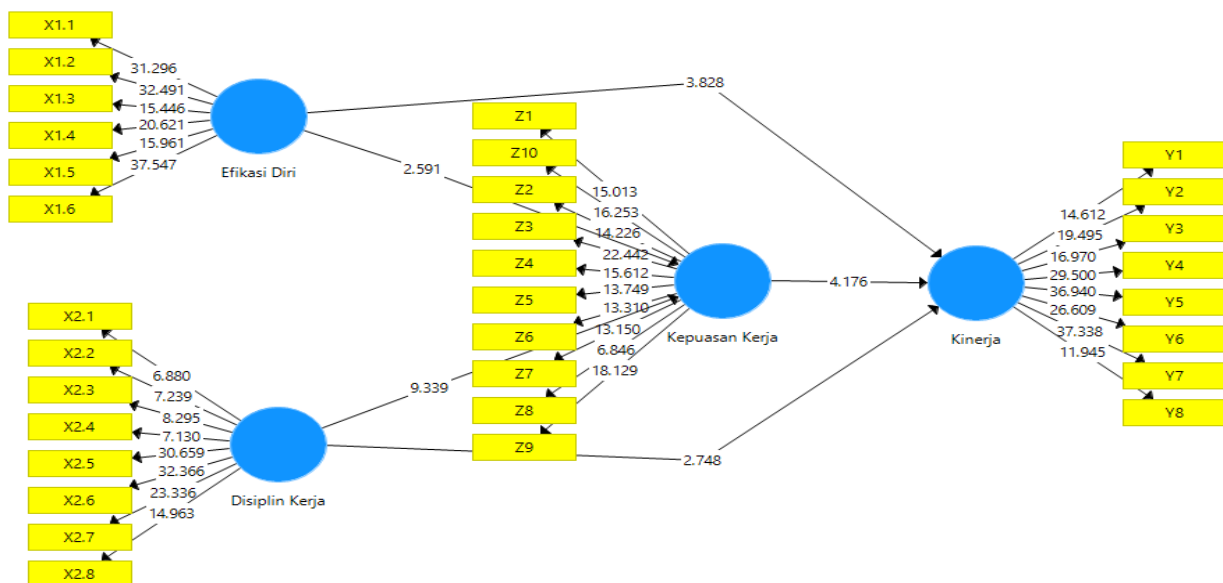 X1.1
X1.2
X1.3
X1.4
X1.5
X1.6
31.296
32.491
15.446
20.621
15.961
37.547
Efikasi Diri
3.828
2.591
X2.1
X2.2
X2.3
X2.4
X2.5
X2.6
X2.7
X2.8
6.880
7.239
8.295
7.130
30.659
32.366
23.336
14.963
Disiplin Kerja
9.339
2.748
Z1
Z10
Z2
Z3
Z4
Z5
Z6
Z7
Z8
Z9
15.013
16.253
14.226
22.442
15.612
13.749
13.310
13.150
6.846
18.129
Kepuasan Kerja
4.176
Kinerja
14.612
19.495
16.970
29.500
36.940
26.609
37.338
11.945
Y1
Y2
Y3
Y4
Y5
Y6
Y7
Y8